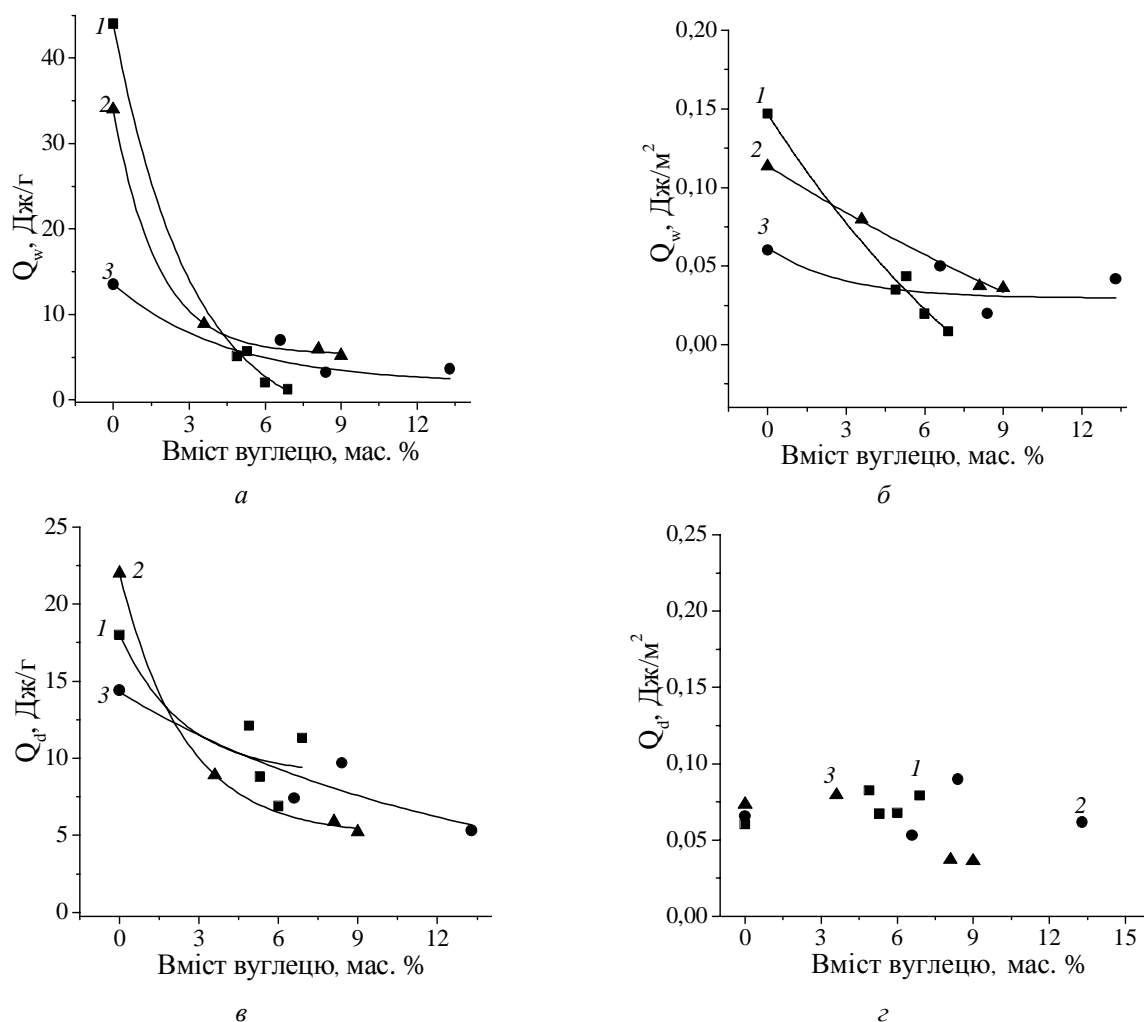 Q_w, Дж/г
40
30
20
10
0
1
2
3
0 3 6 9 12
Вміст вуглецю, мас. %
а
Q_w, Дж/м²
0,20
0,15
0,10
0,05
0,00
1
2
3
0 3 6 9 12
Вміст вуглецю, мас. %
б
Q_d, Дж/г
25
20
15
10
5
0
2
1
3
0 3 6 9 12
Вміст вуглецю, мас. %
в
Q_d, Дж/м²
0,25
0,20
0,15
0,10
0,05
0,00
3
1
2
0 3 6 9 12 15
Вміст вуглецю, мас. %
г